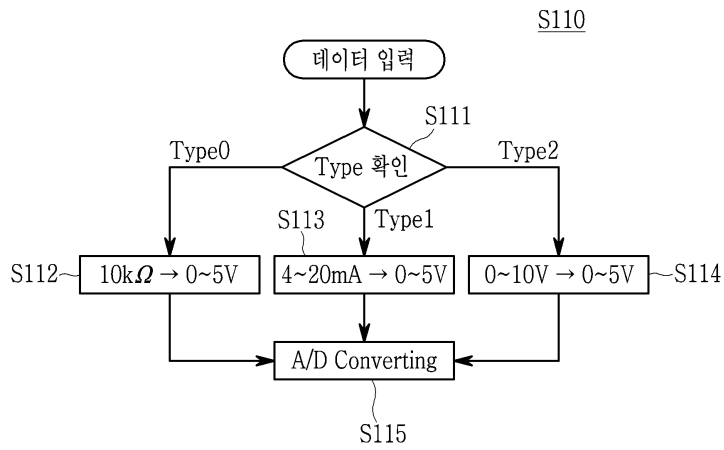 S110
데이터 입력
S111
Type0
Type 확인
Type2
S113
Type1
S112
10kΩ → 0~5V
4~20mA → 0~5V
0~10V → 0~5V
S114
A/D Converting
S115